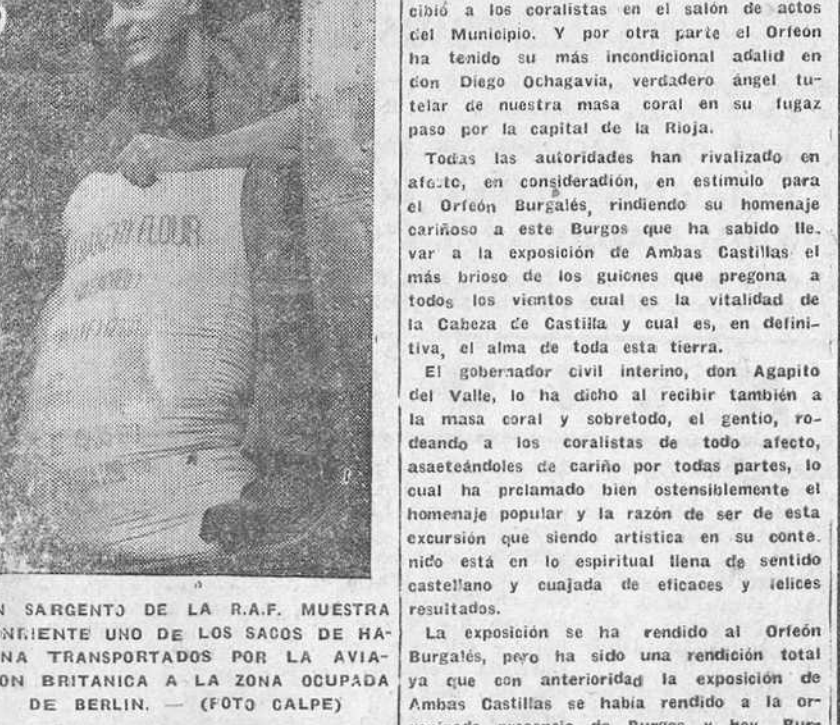 FLOUR
N SARGENTO DE LA R.A.F. MUESTRA
NRIENTE UNO DE LOS SACOS DE HA-
NA TRANSPORTADOS POR LA AVIA-
ON BRITANICA A LA ZONA OCUPADA
DE BERLIN. — (FOTO CALPE)
cibió a los coralistas en el salón de actos
del Municipio. Y por otra parte el Orfeón
ha tenido su más incondicional adalid en
don Diego Ochagavía, verdadero ángel tu-
telar de nuestra masa coral en su fugaz
paso por la capital de la Rioja.
Todas las autoridades han rivalizado en
afecto, en consideradión, en estímulo para
el Orfeón Burgalés, rindiendo su homenaje
cariñoso a este Burgos que ha sabido lle.
var a la exposición de Ambas Castillas el
más brioso de los guiones que pregona a
todos los vientos cual es la vitalidad de
la Cabeza de Castilla y cual es, en defini-
tiva, el alma de toda esta tierra.
El gobernador civil interino, don Agapito
del Valle, lo ha dicho al recibir también a
la masa coral y sobretodo, el gentío, ro-
deando a los coralistas de todo afecto,
asaeteándoles de cariño por todas partes, lo
cual ha prclamado bien ostensiblemente el
homenaje popular y la razón de ser de esta
excursión que siendo artística en su conte.
nido está en lo espiritual llena de sentido
castellano y cuajada de eficaces y felices
resultados.
La exposición se ha rendido al Orfeón
Burgalés, pero ha sido una rendición total
ya que con anterioridad la exposición de
Ambas Castillas se había rendido a la or-
presencia de Burgos y hoy Bur-